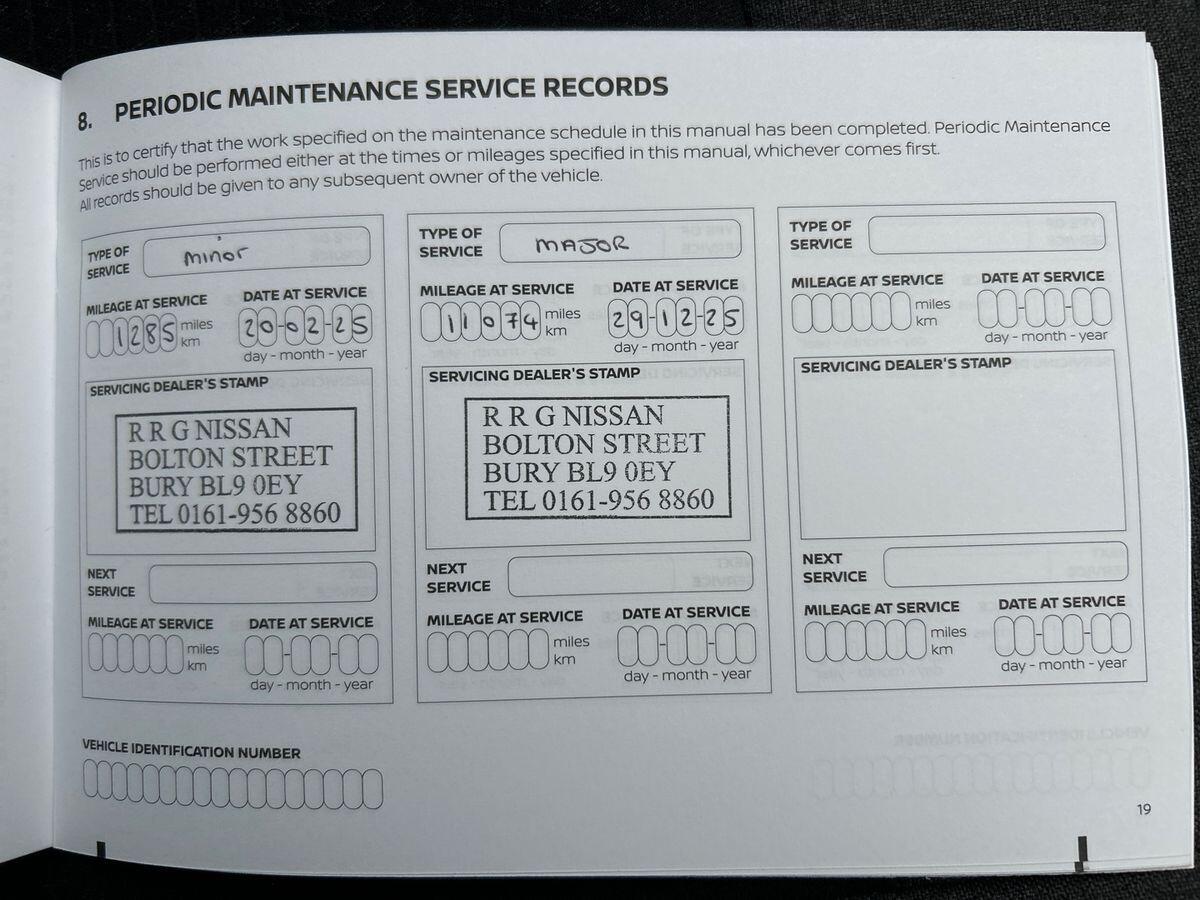 8. PERIODIC MAINTENANCE SERVICE RECORDS
This is to certify that the work specified on the maintenance schedule in this manual has been completed. Periodic Maintenance
Service should be performed either at the times or mileages specified in this manual, whichever comes first.
All records should be given to any subsequent owner of the vehicle.
TYPE OF
SERVICE
minor
MILEAGE AT SERVICE
1285 miles
km
DATE AT SERVICE
20-02-25
day - month - year
SERVICING DEALER'S STAMP
R R G NISSAN
BOLTON STREET
BURY BL9 0EY
TEL 0161-956 8860
NEXT
SERVICE
MILEAGE AT SERVICE
miles
km
DATE AT SERVICE
day - month - year
TYPE OF
SERVICE
MAJOR
MILEAGE AT SERVICE
11074 miles
km
DATE AT SERVICE
29-12-25
day - month - year
SERVICING DEALER'S STAMP
R R G NISSAN
BOLTON STREET
BURY BL9 0EY
TEL 0161-956 8860
NEXT
SERVICE
MILEAGE AT SERVICE
miles
km
DATE AT SERVICE
day - month - year
TYPE OF
SERVICE
MILEAGE AT SERVICE
miles
km
DATE AT SERVICE
day - month - year
SERVICING DEALER'S STAMP
NEXT
SERVICE
MILEAGE AT SERVICE
miles
km
DATE AT SERVICE
day - month - year
VEHICLE IDENTIFICATION NUMBER
19